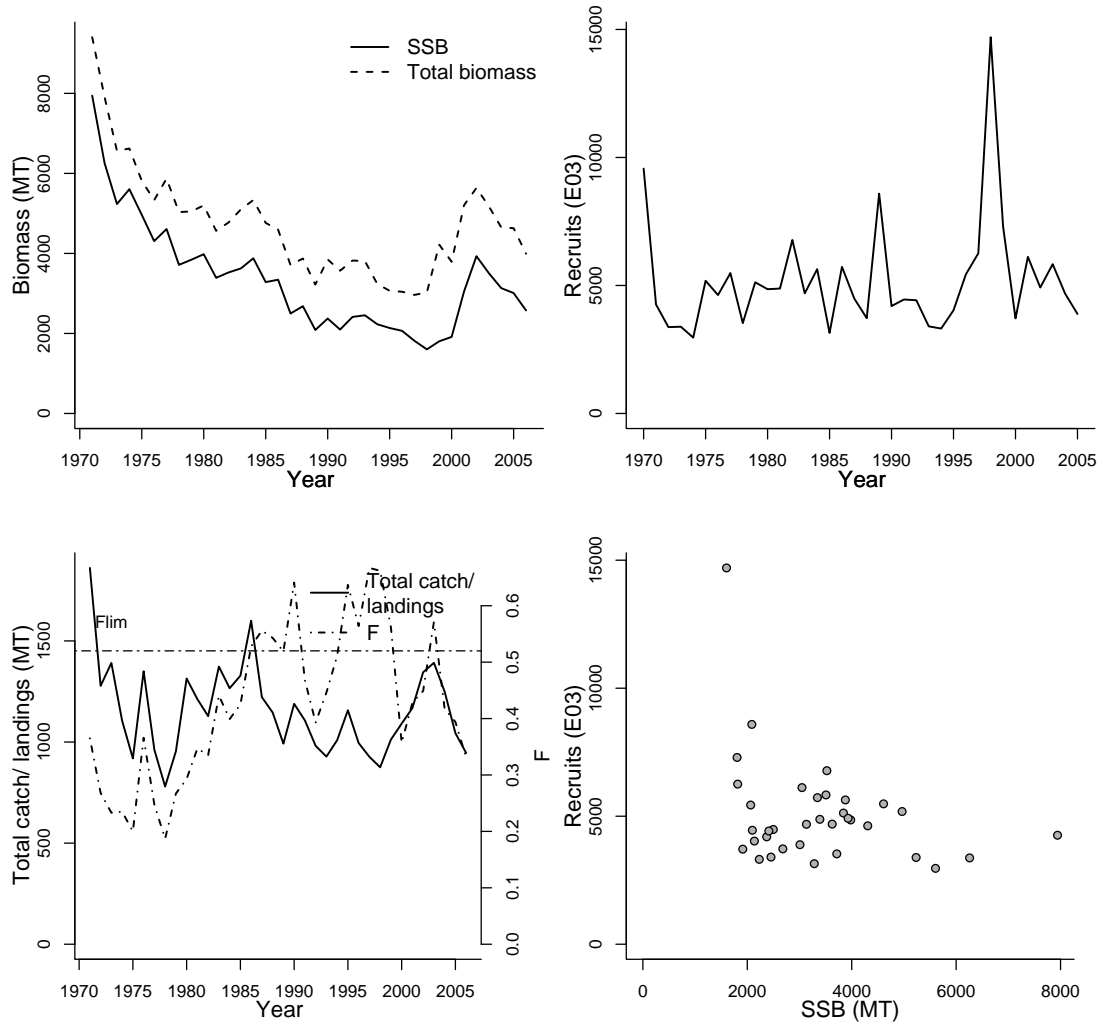 SSB
Total biomass
Biomass (MT)
0 2000 4000 6000 8000
1970 1975 1980 1985 1990 1995 2000 2005
Year
Recruits (E03)
0 5000 10000 15000
1970 1975 1980 1985 1990 1995 2000 2005
Year
Total catch/
landings
F
Flim
Total catch/ landings (MT)
0 500 1000 1500
F
0.0 0.1 0.2 0.3 0.4 0.5 0.6
1970 1975 1980 1985 1990 1995 2000 2005
Year
Recruits (E03)
0 5000 10000 15000
0 2000 4000 6000 8000
SSB (MT)